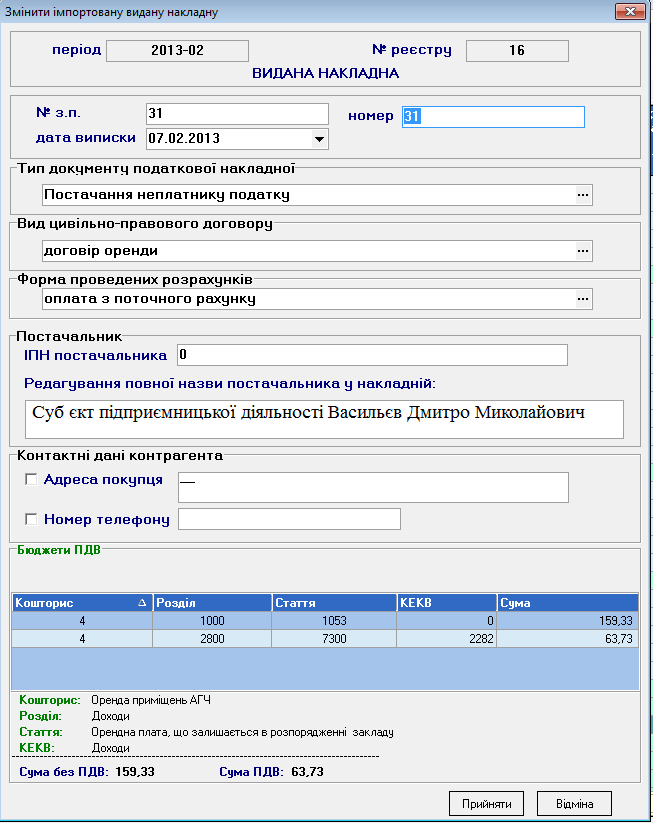 Змінити імпортовану видану накладну
період 2013-02 № реєстру 16
ВИДАНА НАКЛАДНА
№ з.п. 31 номер 31
дата виписки 07.02.2013
Тип документу податкової накладної
Постачання неплатнику податку ...
Вид цивільно-правового договору
договір оренди ...
Форма проведених розрахунків
оплата з поточного рахунку ...
Постачальник
ІПН постачальника 0
Редагування повної назви постачальника у накладній:
Суб єкт підприємницької діяльності Васильєв Дмитро Миколайович
Контактні дані контрагента
Адреса покупця —
Номер телефону
Бюджети ПДВ
Кошторис Розділ Стаття КЕКВ Сума
4 1000 1053 0 159,33
4 2800 7300 2282 63,73
Кошторис: Оренда приміщень АГЧ
Розділ: Доходи
Стаття: Орендна плата, що залишається в розпорядженні закладу
КЕКВ: Доходи
Сума без ПДВ: 159,33 Сума ПДВ: 63,73
Прийняти Відміна